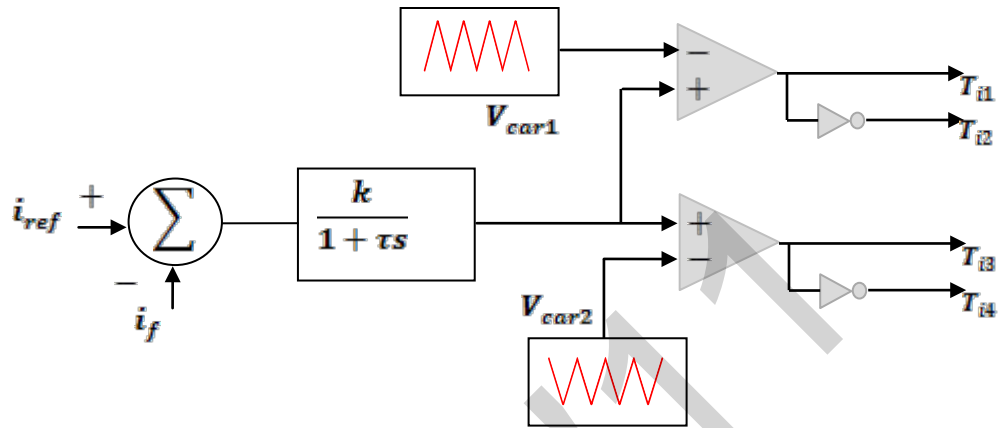 V_car1
−
+
T_i1
T_i2
i_ref
+
−
i_f
∑
k
1 + τs
+
−
T_i3
T_i4
V_car2